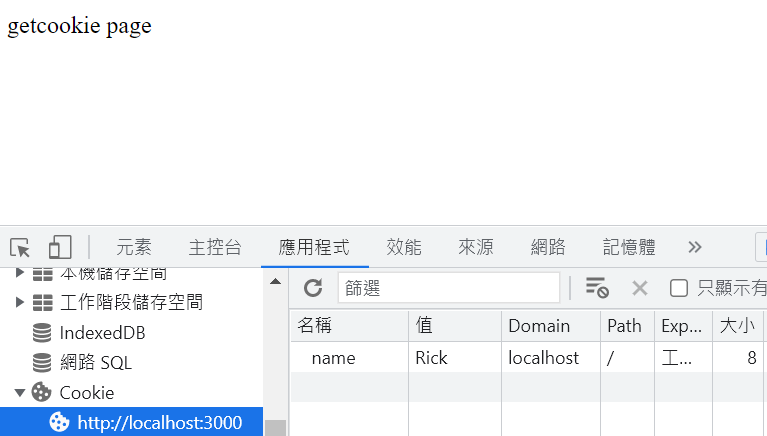 getcookie page
元素 主控台 應用程式 效能 來源 網路 記憶體
本機儲存空間
篩選 只顯示有
工作階段儲存空間
名稱 值 Domain Path Exp... 大小
IndexedDB
name Rick localhost / 工... 8
網路 SQL
Cookie
http://localhost:3000